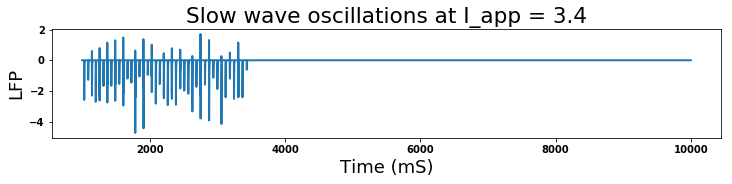 Slow wave oscillations at I_app = 3.4
2
0
−2
−4
LFP
2000 4000 6000 8000 10000
Time (mS)